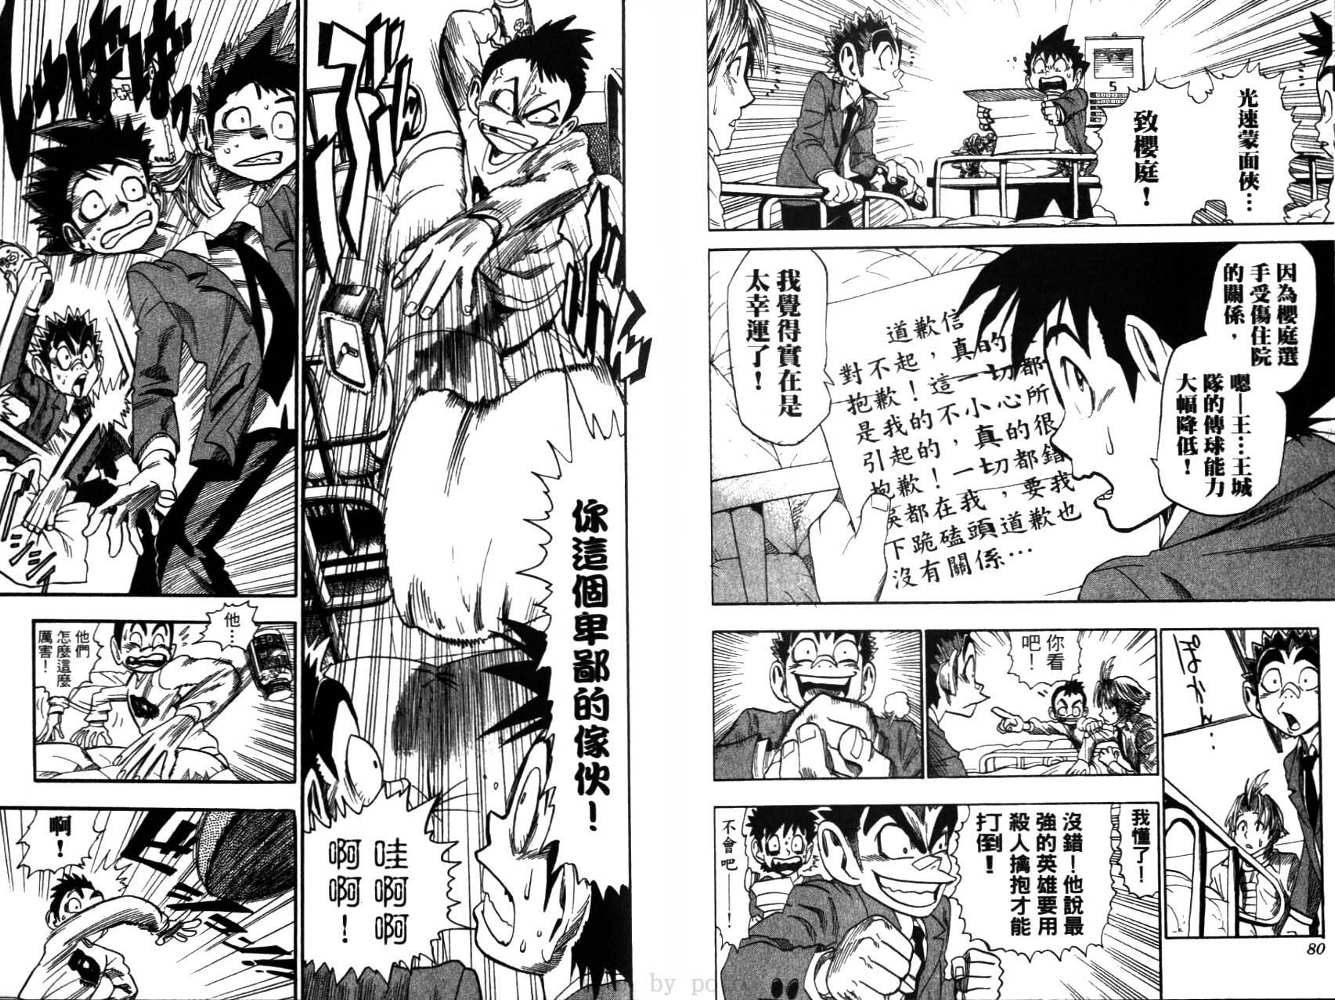 光速蒙面俠…
致櫻庭！
5
因為櫻庭選
手受傷住院
的關係，
嗯─王…王城
隊的傳球能力
大幅降低！
我覺得實在是
太幸運了！
道歉信
對不起！
抱歉！這一切都
是我的不小心所
引起的，真的很
抱歉！一切都錯
下跪磕頭道歉也
沒有關係…
你看
吧！
我懂了！
沒錯！他說最
強的英雄要用
殺人擒抱才能
打倒！
不會吧─！
80
你這個卑鄙的傢伙！
哇啊啊
啊啊！
他…
他們
怎麼這麼
厲害！
啊！